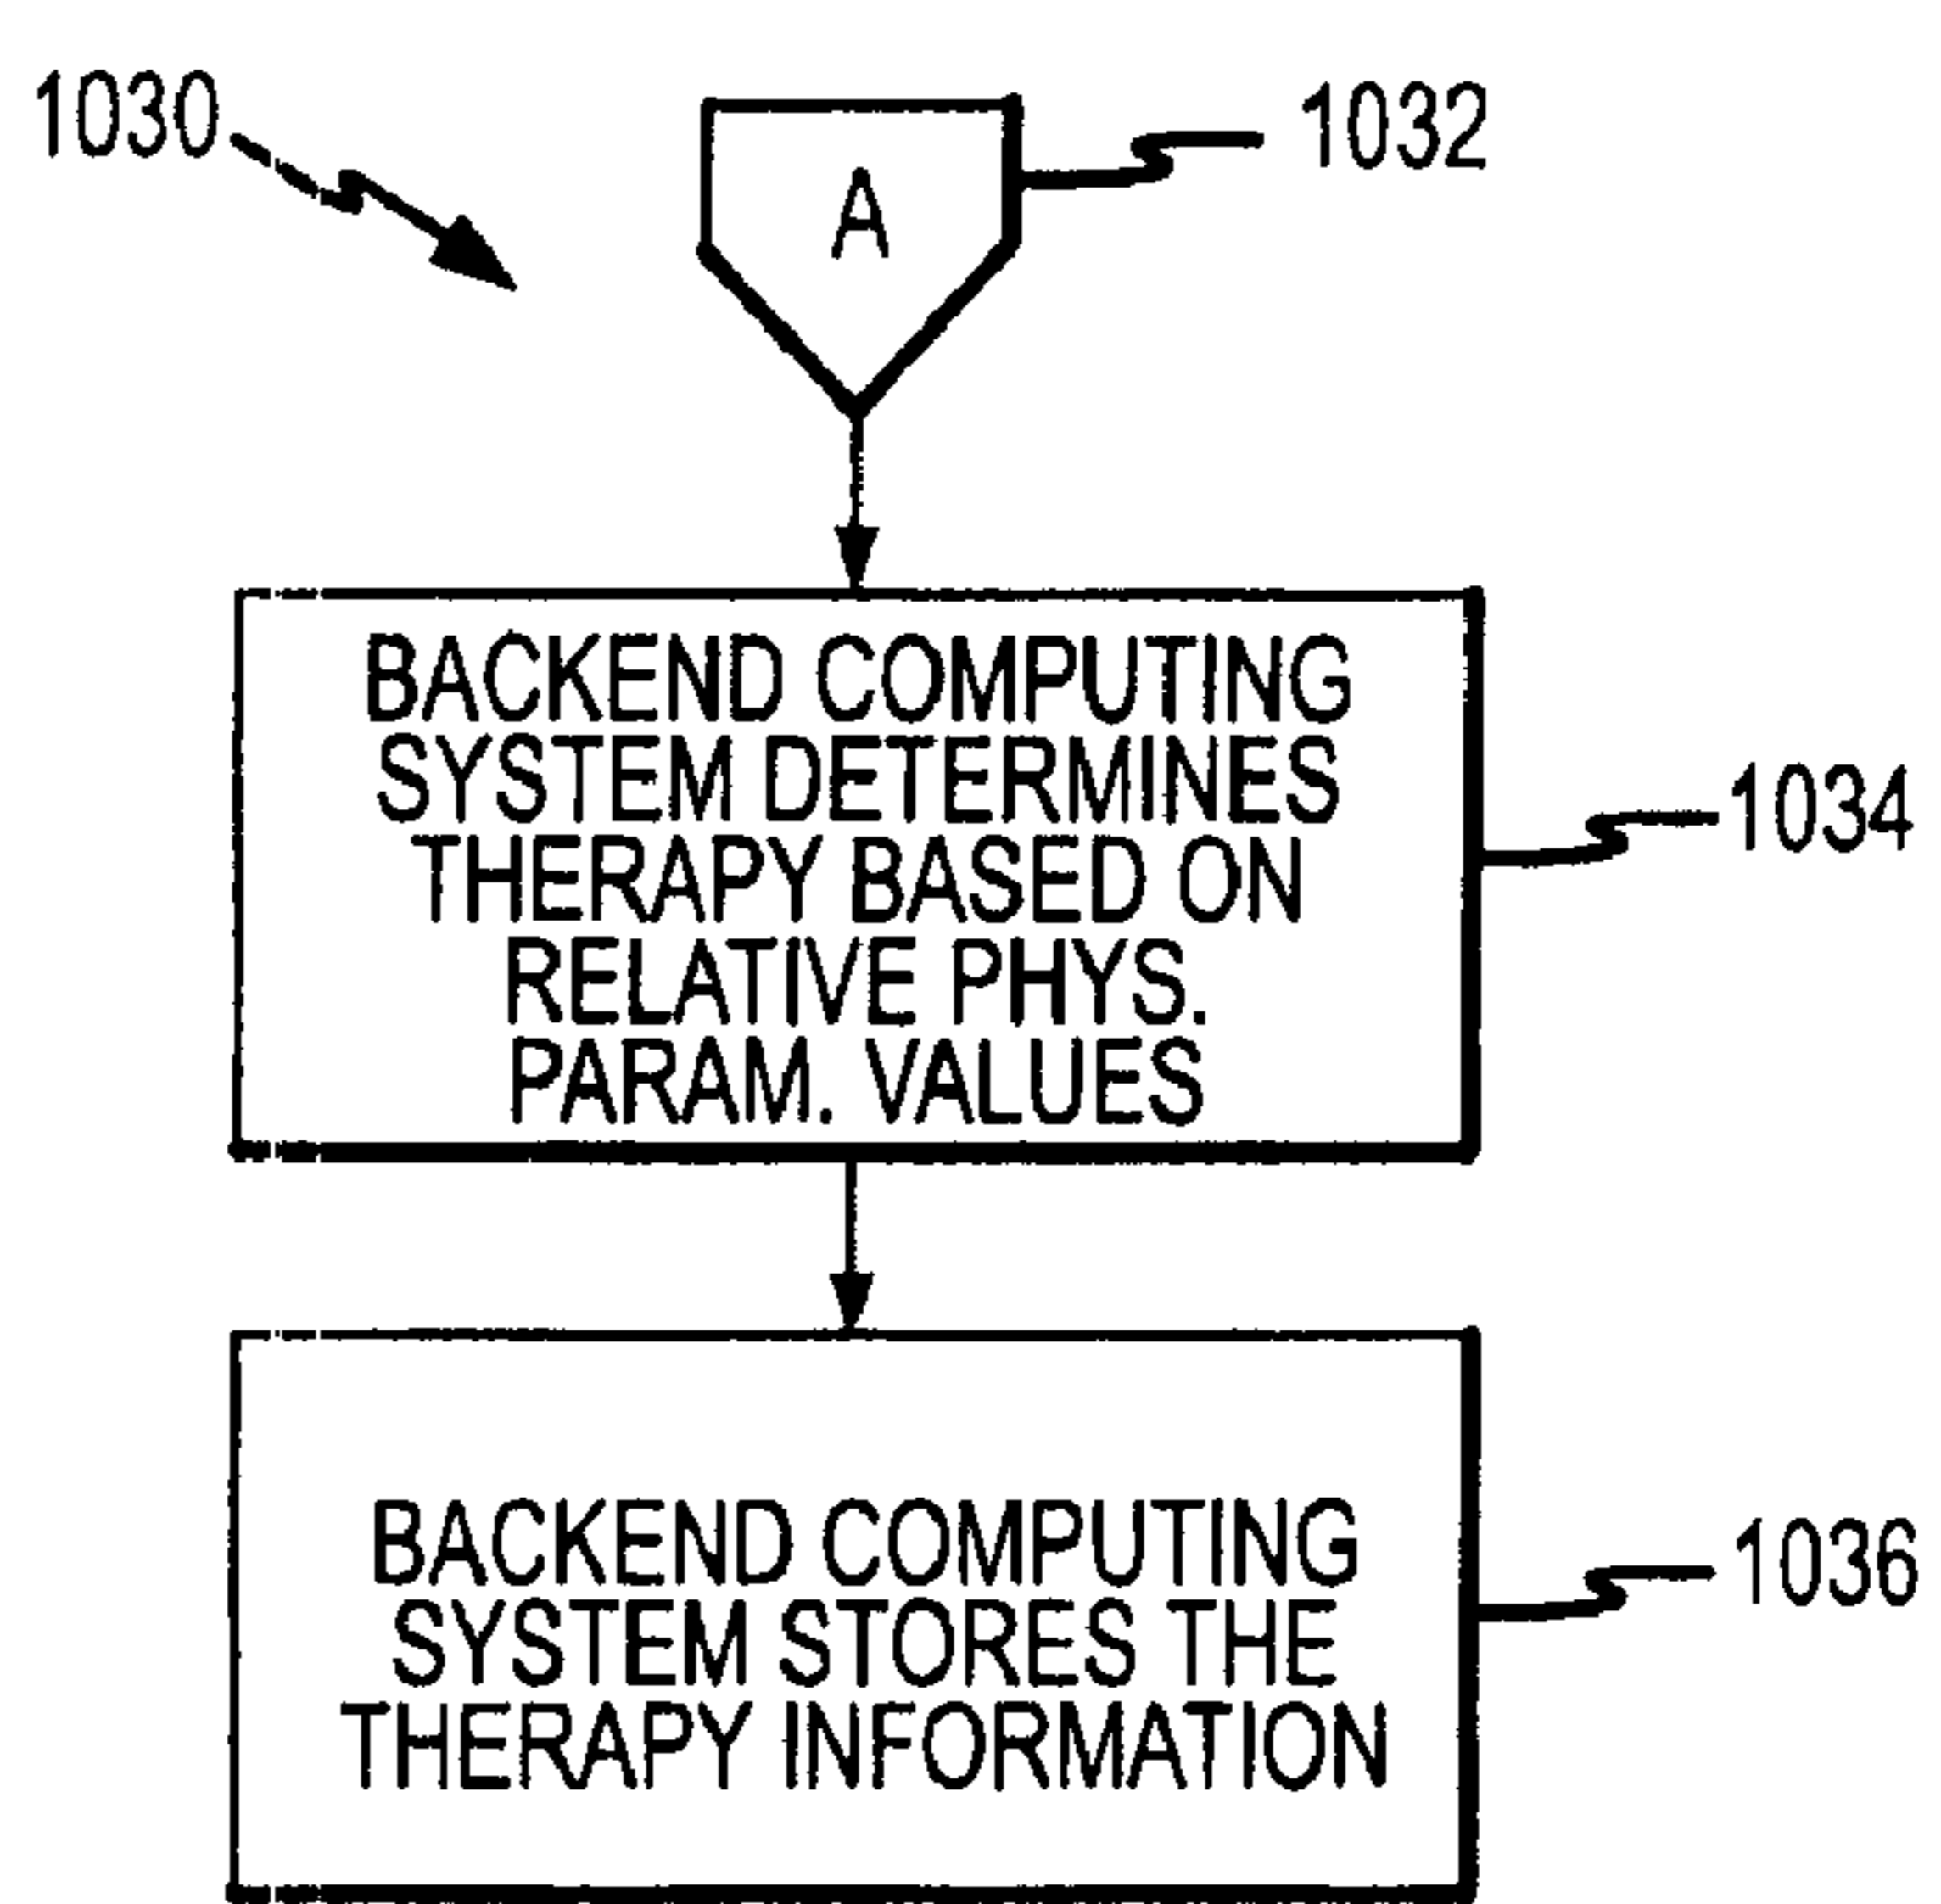 1030
1032
A
BACKEND COMPUTING
SYSTEM DETERMINES
THERAPY BASED ON
RELATIVE PHYS.
PARAM. VALUES
1034
BACKEND COMPUTING
SYSTEM STORES THE
THERAPY INFORMATION
1036